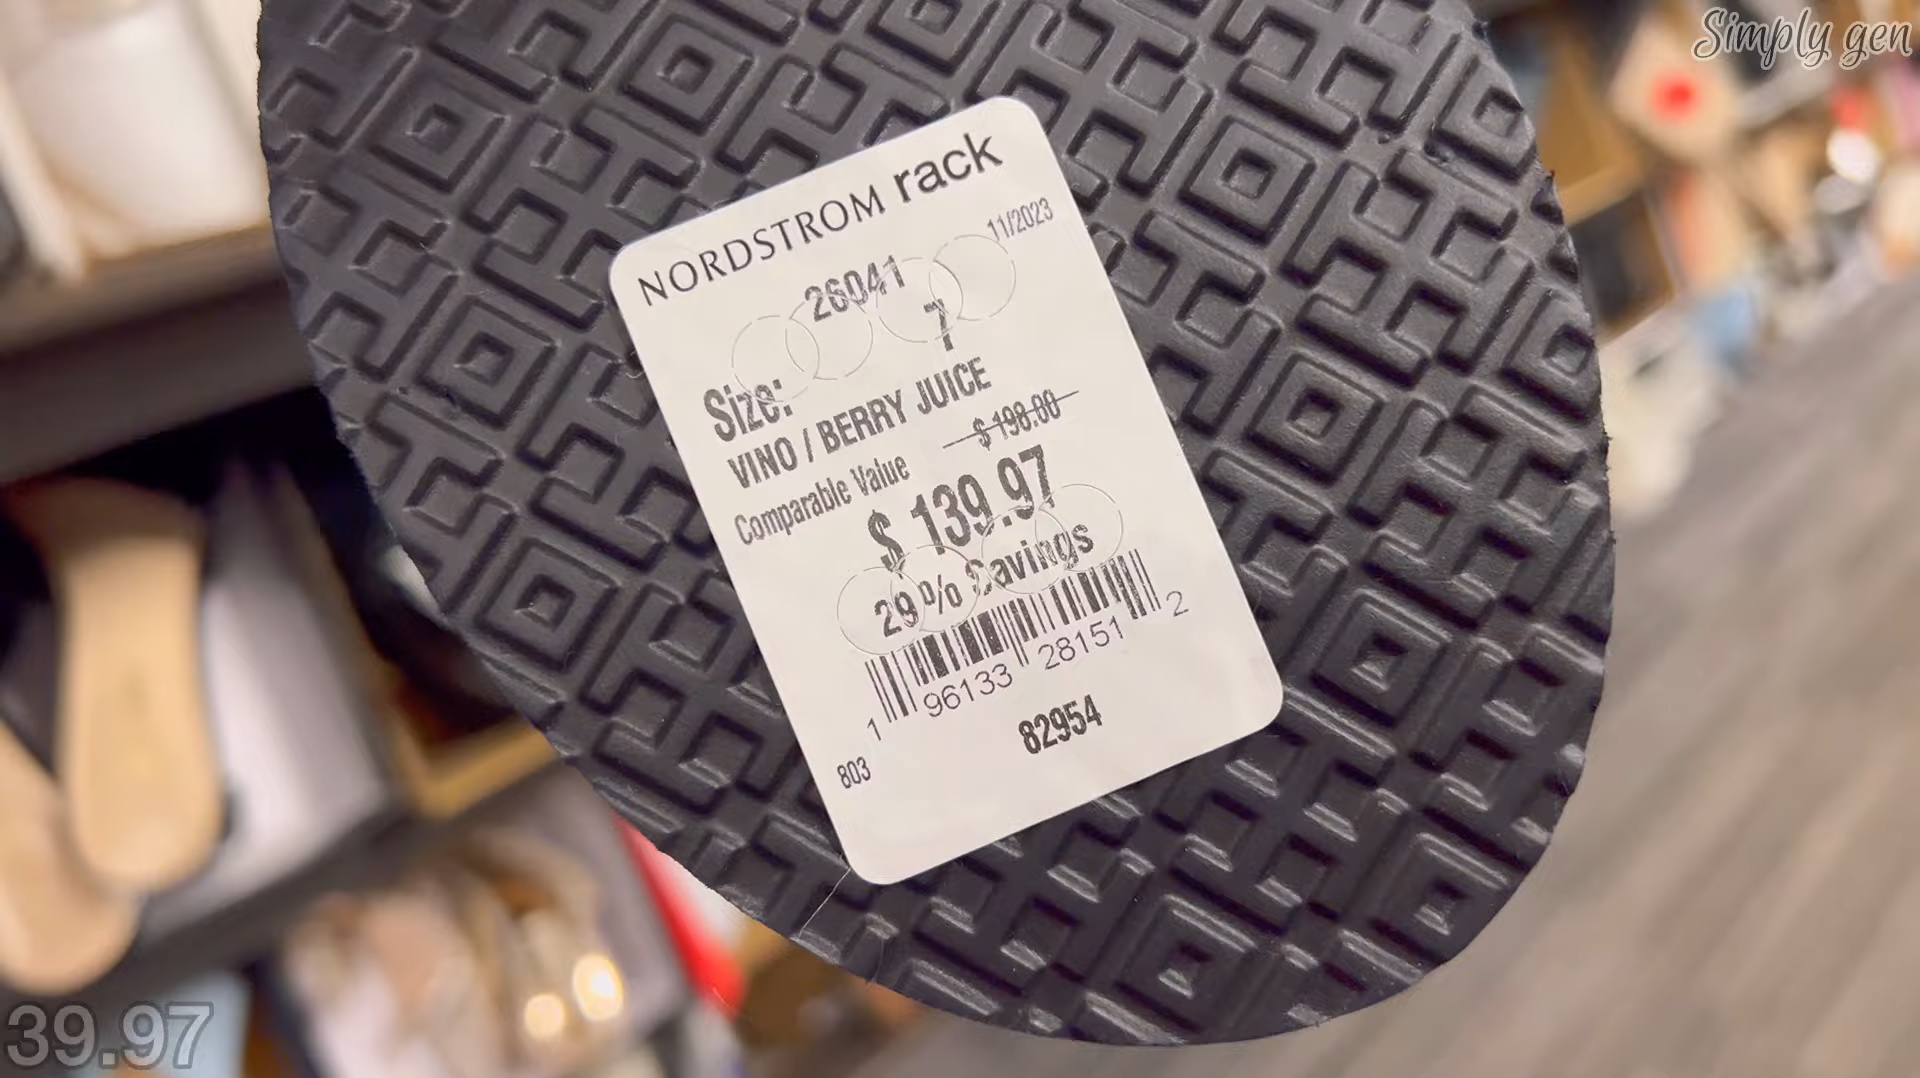 Simply gen
NORDSTROM rack
11/2023
26041
Size: 7
VINO / BERRY JUICE
Comparable Value $ 198.00
$ 139.97
29% Savings
1 96133 28151 2
803 82954
39.97